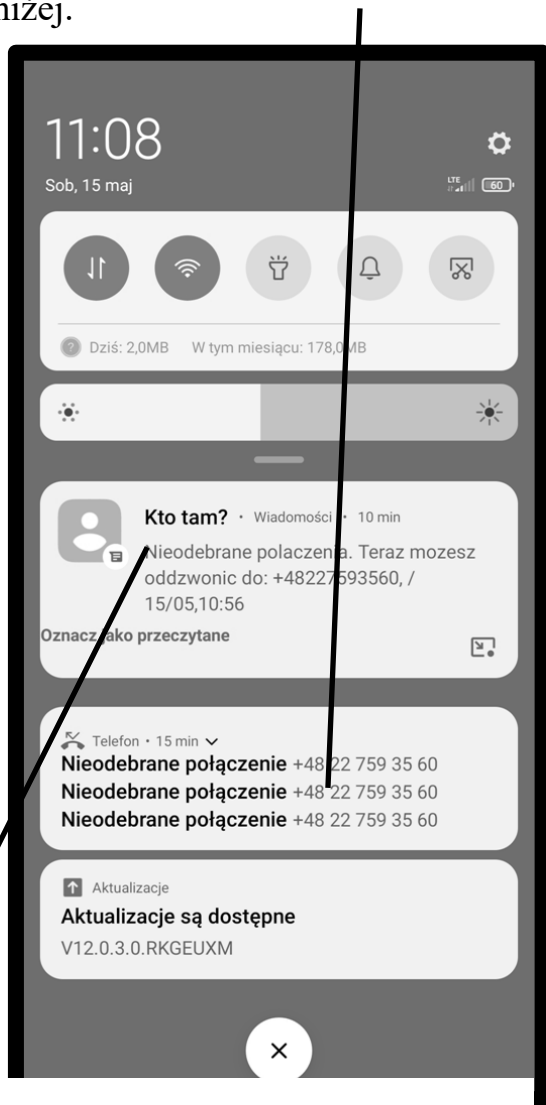 niżej.
11:08
Sob, 15 maj
LTE 60
Dziś: 2,0MB W tym miesiącu: 178,0MB
Kto tam? • Wiadomości • 10 min
Nieodebrane polaczenia. Teraz mozesz
oddzwonic do: +48227593560, /
15/05,10:56
Oznacz jako przeczytane
Telefon • 15 min
Nieodebrane połączenie +48 22 759 35 60
Nieodebrane połączenie +48 22 759 35 60
Nieodebrane połączenie +48 22 759 35 60
Aktualizacje
Aktualizacje są dostępne
V12.0.3.0.RKGEUXM